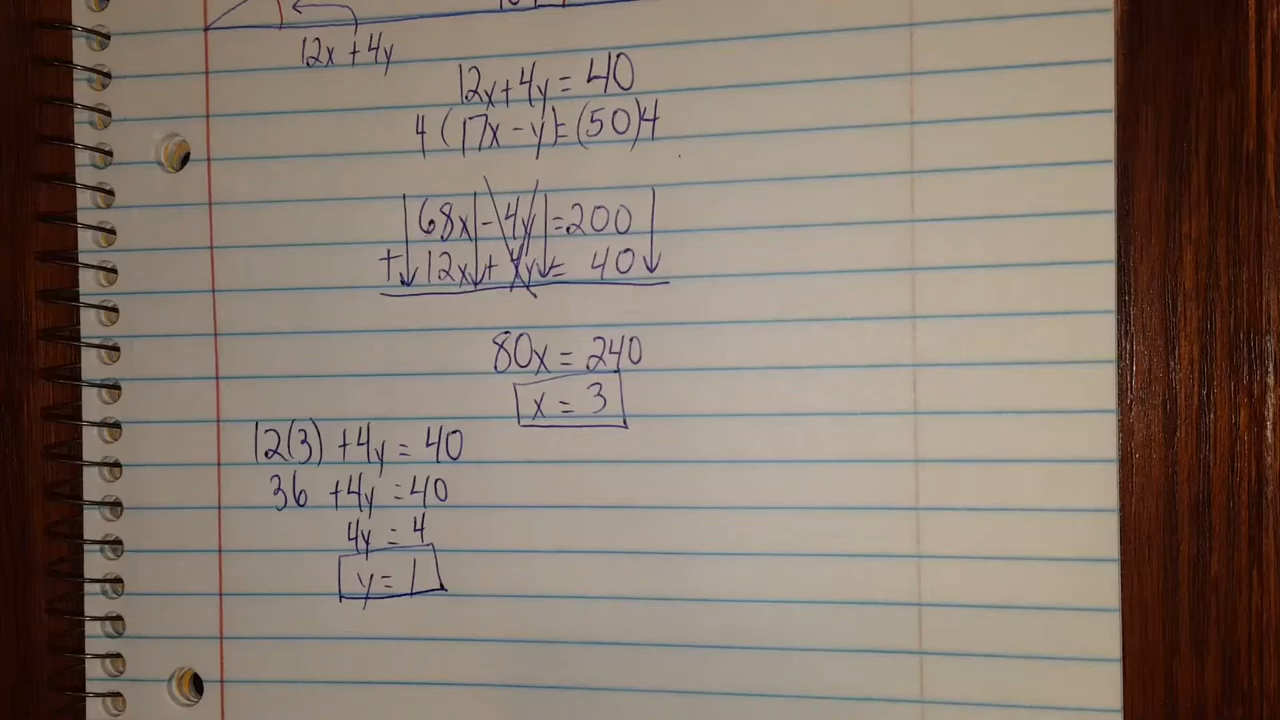 12x + 4y
12x + 4y = 40
4 ( 17x - y ) = (50)4
68x - 4y = 200
+ 12x + 4y = 40
80x = 240
x = 3
12(3) + 4y = 40
36 + 4y = 40
4y = 4
y = 1